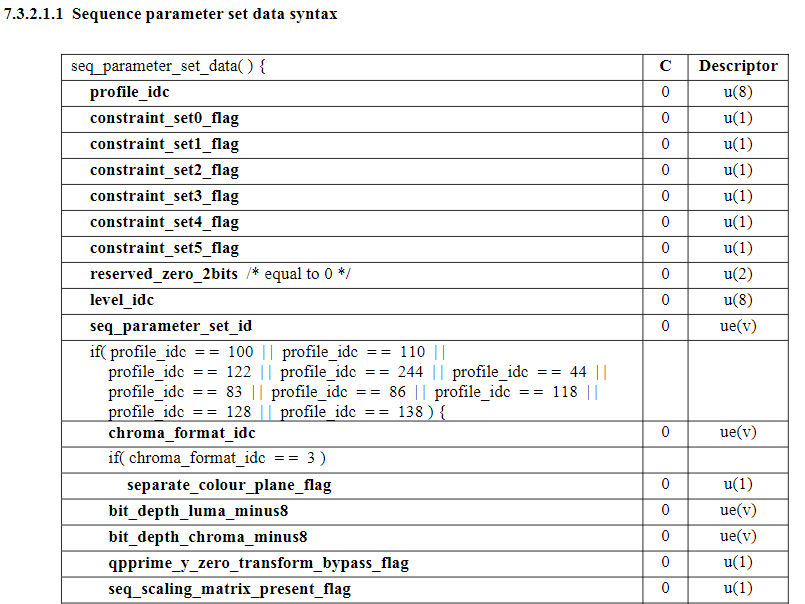 7.3.2.1.1 Sequence parameter set data syntax
seq_parameter_set_data( ) { C Descriptor
profile_idc 0 u(8)
constraint_set0_flag 0 u(1)
constraint_set1_flag 0 u(1)
constraint_set2_flag 0 u(1)
constraint_set3_flag 0 u(1)
constraint_set4_flag 0 u(1)
constraint_set5_flag 0 u(1)
reserved_zero_2bits /* equal to 0 */ 0 u(2)
level_idc 0 u(8)
seq_parameter_set_id 0 ue(v)
if( profile_idc == 100 || profile_idc == 110 ||
profile_idc == 122 || profile_idc == 244 || profile_idc == 44 ||
profile_idc == 83 || profile_idc == 86 || profile_idc == 118 ||
profile_idc == 128 || profile_idc == 138 ) {
chroma_format_idc 0 ue(v)
if( chroma_format_idc == 3 )
separate_colour_plane_flag 0 u(1)
bit_depth_luma_minus8 0 ue(v)
bit_depth_chroma_minus8 0 ue(v)
qpprime_y_zero_transform_bypass_flag 0 u(1)
seq_scaling_matrix_present_flag 0 u(1)